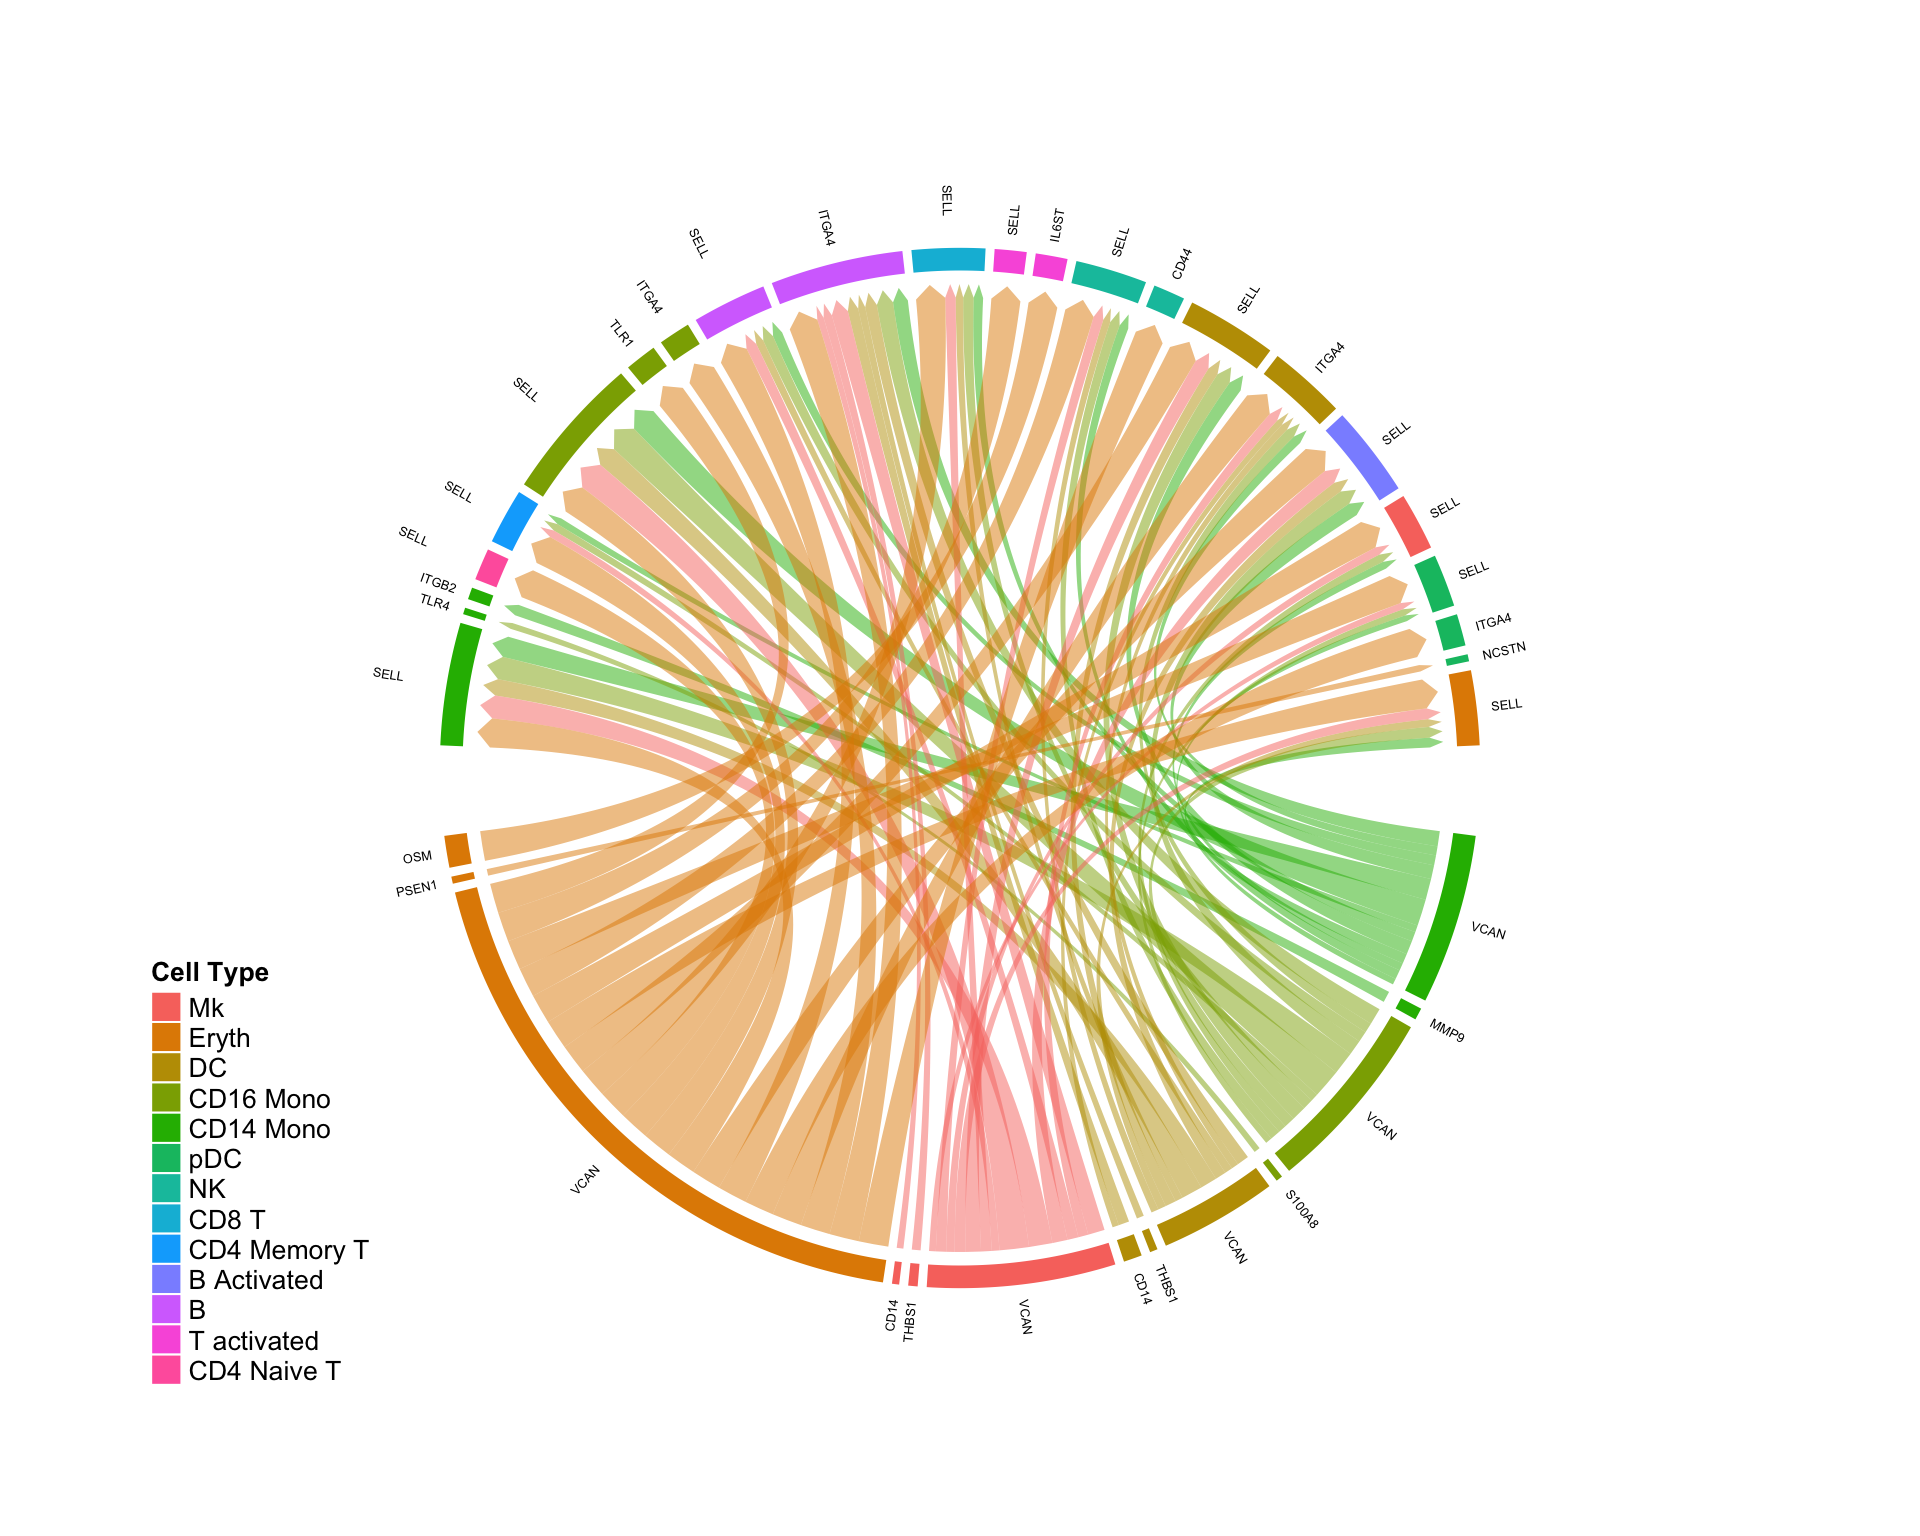 SELL
ITGA4
SELL
SELL
IL6ST
SELL
CD44
SELL
ITGA4
SELL
SELL
SELL
ITGA4
NCSTN
SELL
VCAN
MMP9
VCAN
S100A8
VCAN
THBS1
CD14
VCAN
THBS1
CD14
VCAN
PSEN1
OSM
SELL
TLR4
ITGB2
SELL
SELL
SELL
TLR1
ITGA4
Cell Type
Mk
Eryth
DC
CD16 Mono
CD14 Mono
pDC
NK
CD8 T
CD4 Memory T
B Activated
B
T activated
CD4 Naive T